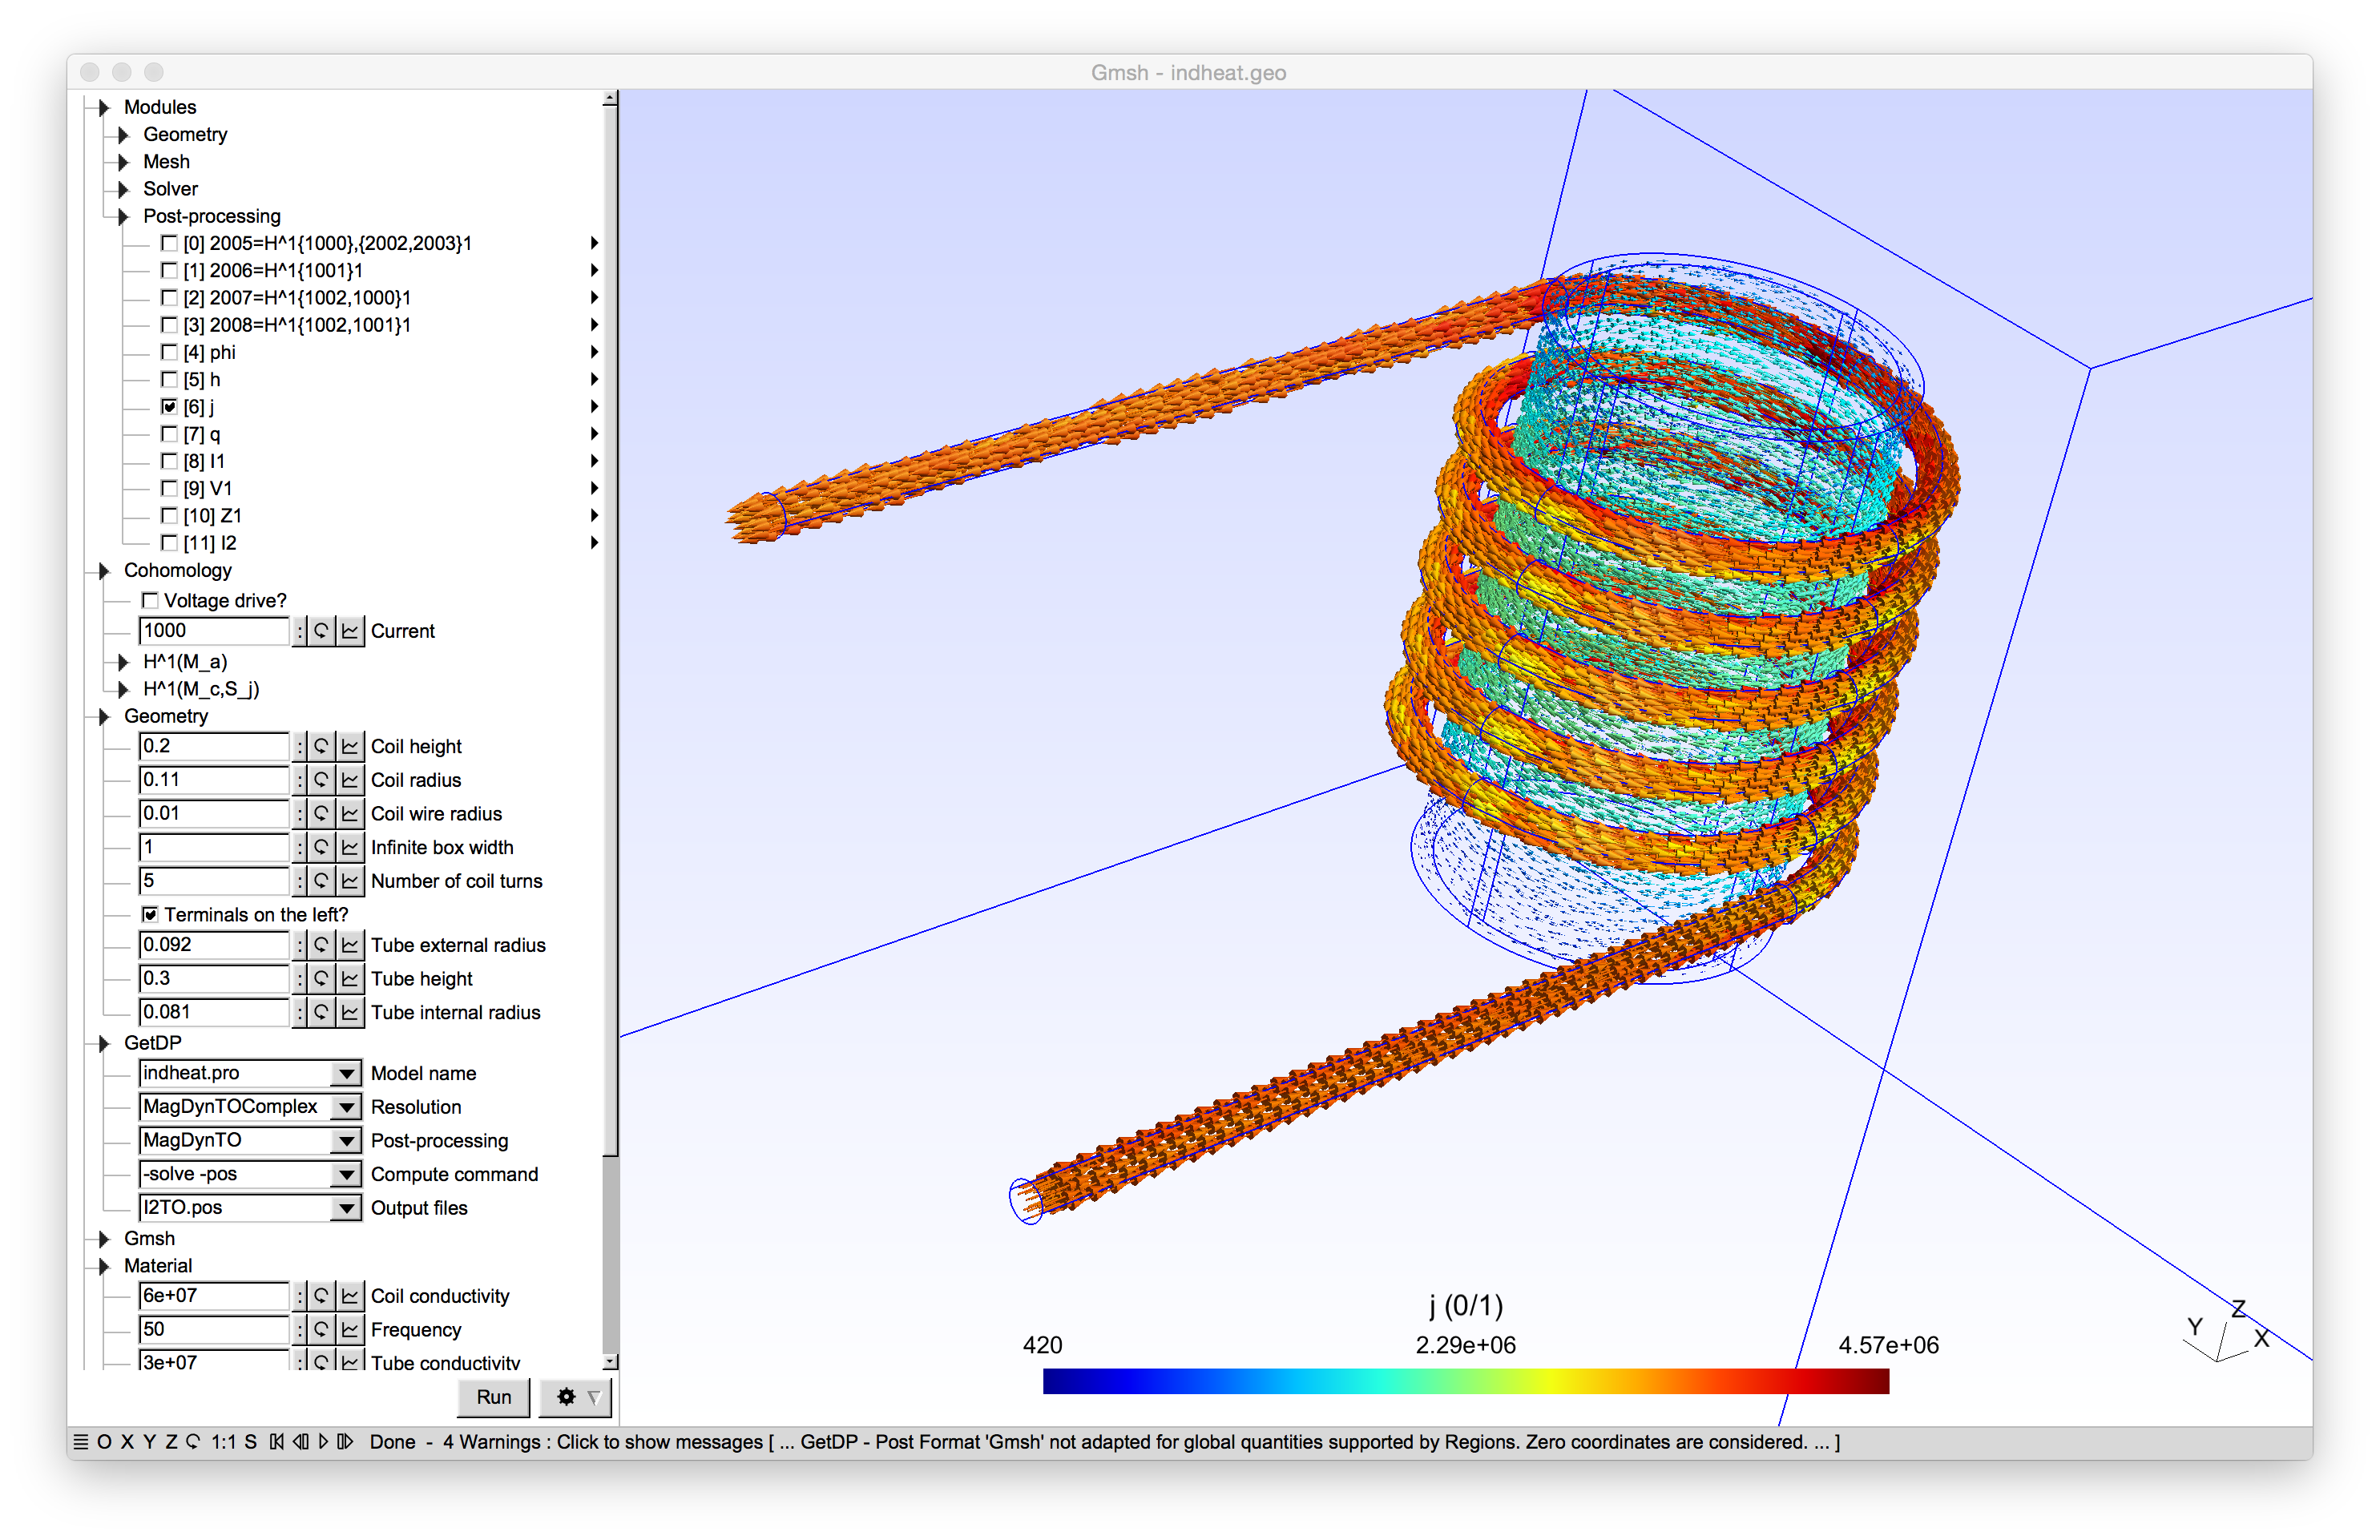 Gmsh - indheat.geo
Modules
Geometry
Mesh
Solver
Post-processing
[0] 2005=H^1{1000},{2002,2003}1
[1] 2006=H^1{1001}1
[2] 2007=H^1{1002,1000}1
[3] 2008=H^1{1002,1001}1
[4] phi
[5] h
[6] j
[7] q
[8] I1
[9] V1
[10] Z1
[11] I2
Cohomology
Voltage drive?
1000 : Current
H^1(M_a)
H^1(M_c,S_j)
Geometry
0.2 : Coil height
0.11 : Coil radius
0.01 : Coil wire radius
1 : Infinite box width
5 : Number of coil turns
Terminals on the left?
0.092 : Tube external radius
0.3 : Tube height
0.081 : Tube internal radius
GetDP
indheat.pro Model name
MagDynTOComplex Resolution
MagDynTO Post-processing
-solve -pos Compute command
I2TO.pos Output files
Gmsh
Material
6e+07 : Coil conductivity
50 : Frequency
3e+07 : Tube conductivity
Run
j (0/1)
420 2.29e+06 4.57e+06
Y Z X
O X Y Z 1:1 S Done - 4 Warnings : Click to show messages [ ... GetDP - Post Format 'Gmsh' not adapted for global quantities supported by Regions. Zero coordinates are considered. ... ]